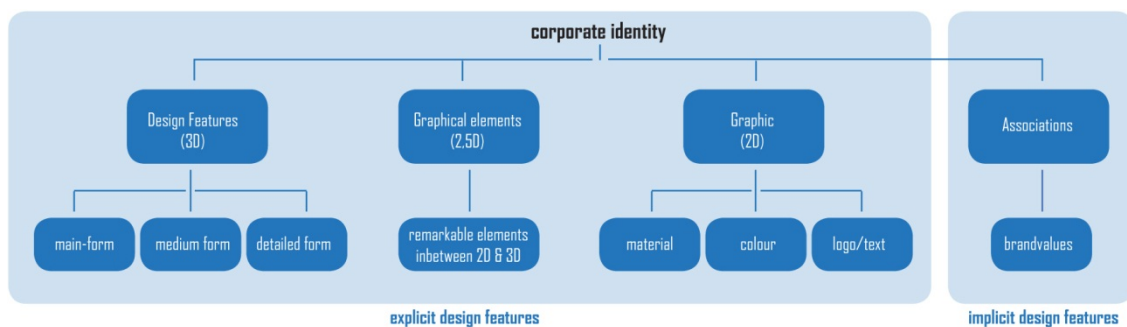 corporate identity
Design Features
(3D)
Graphical elements
(2,5D)
Graphic
(2D)
Associations
main-form
medium form
detailed form
remarkable elements
inbetween 2D & 3D
material
colour
logo/text
brandvalues
explicit design features
implicit design features